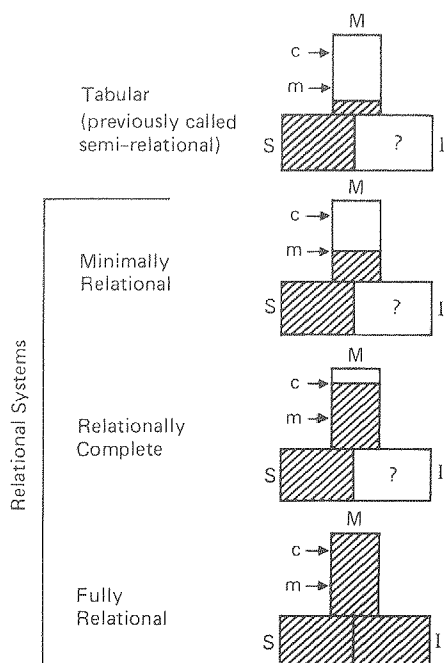 M
c
m
Tabular
(previously called
semi-relational)
S ? I
M
c
m
Minimally
Relational
S ? I
M
c
m
Relationally
Complete
S ? I
M
c
m
Fully
Relational
S I
Relational Systems